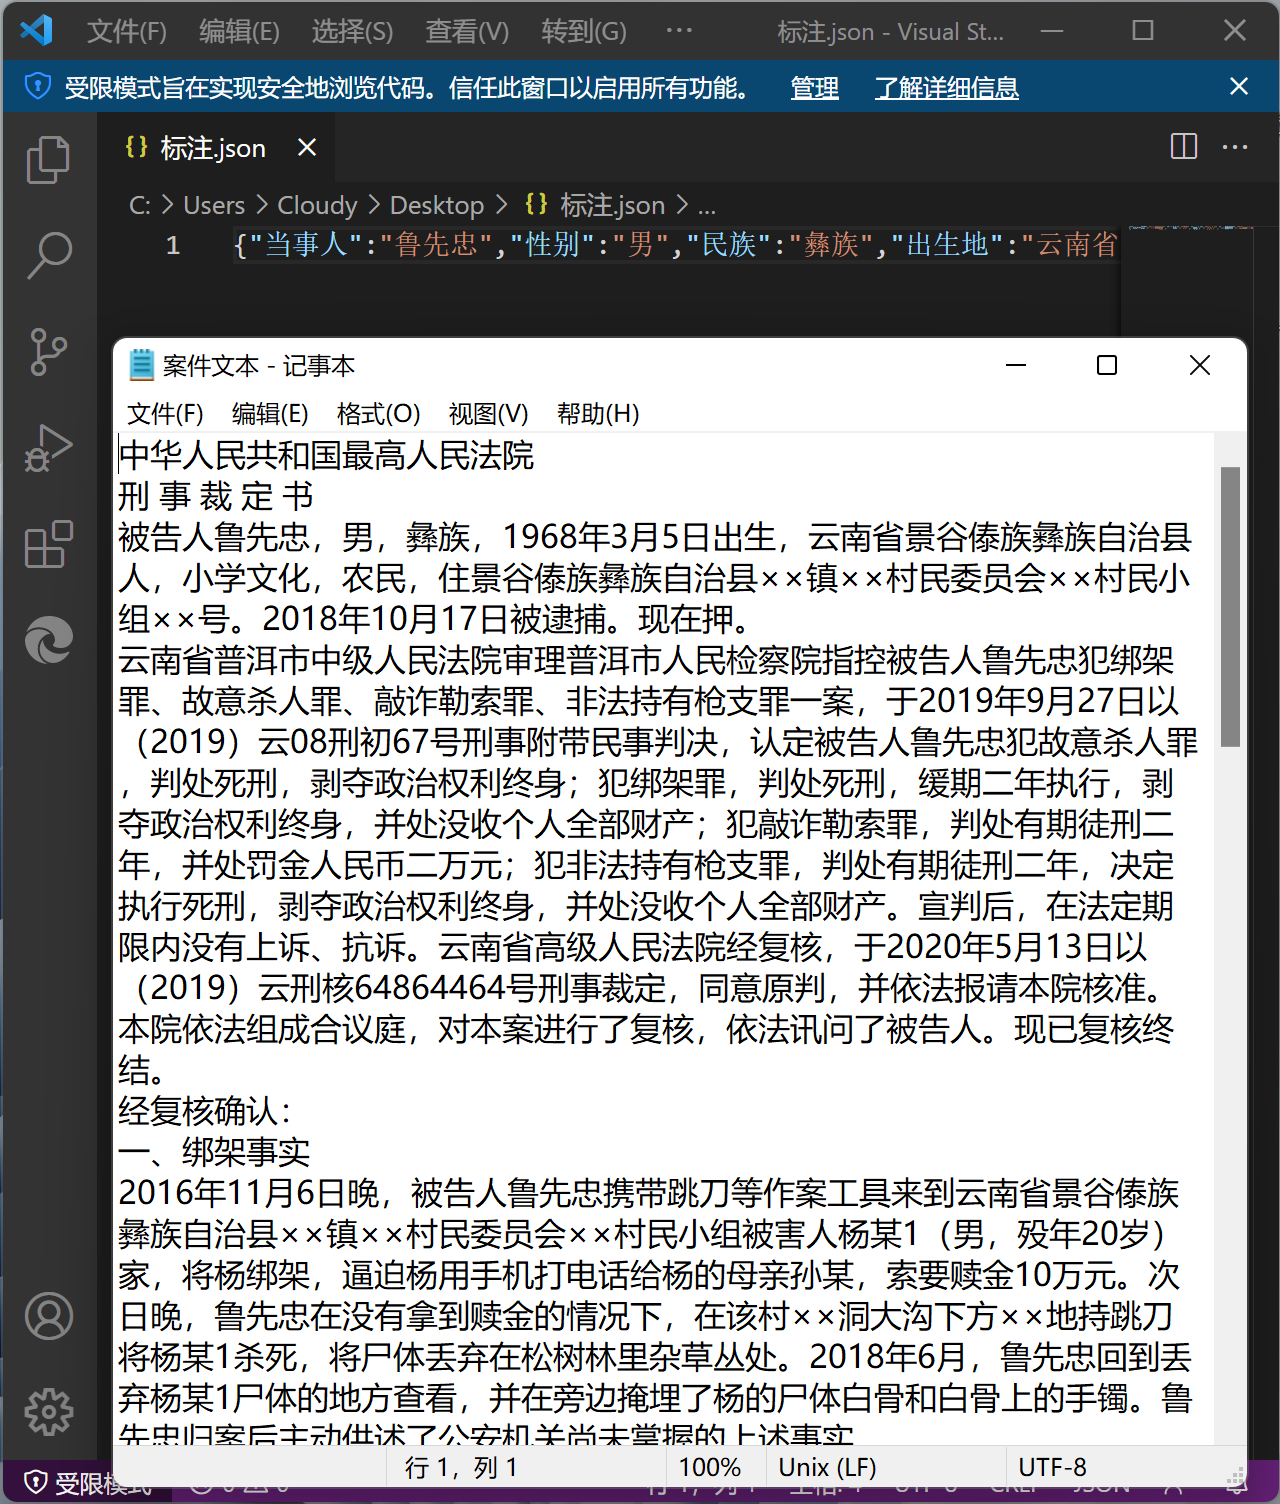 文件(F) 编辑(E) 选择(S) 查看(V) 转到(G) ··· 标注.json - Visual St...
受限模式旨在实现安全地浏览代码。信任此窗口以启用所有功能。 管理 了解详细信息
{} 标注.json
C: > Users > Cloudy > Desktop > {} 标注.json > ...
1 {"当事人":"鲁先忠","性别":"男","民族":"彝族","出生地":"云南省
案件文本 - 记事本
文件(F) 编辑(E) 格式(O) 视图(V) 帮助(H)
中华人民共和国最高人民法院
刑 事 裁 定 书
被告人鲁先忠，男，彝族，1968年3月5日出生，云南省景谷傣族彝族自治县
人，小学文化，农民，住景谷傣族彝族自治县××镇××村民委员会××村民小
组××号。2018年10月17日被逮捕。现在押。
云南省普洱市中级人民法院审理普洱市人民检察院指控被告人鲁先忠犯绑架
罪、故意杀人罪、敲诈勒索罪、非法持有枪支罪一案，于2019年9月27日以
（2019）云08刑初67号刑事附带民事判决，认定被告人鲁先忠犯故意杀人罪
，判处死刑，剥夺政治权利终身；犯绑架罪，判处死刑，缓期二年执行，剥
夺政治权利终身，并处没收个人全部财产；犯敲诈勒索罪，判处有期徒刑二
年，并处罚金人民币二万元；犯非法持有枪支罪，判处有期徒刑二年，决定
执行死刑，剥夺政治权利终身，并处没收个人全部财产。宣判后，在法定期
限内没有上诉、抗诉。云南省高级人民法院经复核，于2020年5月13日以
（2019）云刑核64864464号刑事裁定，同意原判，并依法报请本院核准。
本院依法组成合议庭，对本案进行了复核，依法讯问了被告人。现已复核终
结。
经复核确认：
一、绑架事实
2016年11月6日晚，被告人鲁先忠携带跳刀等作案工具来到云南省景谷傣族
彝族自治县××镇××村民委员会××村民小组被害人杨某1（男，殁年20岁）
家，将杨绑架，逼迫杨用手机打电话给杨的母亲孙某，索要赎金10万元。次
日晚，鲁先忠在没有拿到赎金的情况下，在该村××洞大沟下方××地持跳刀
将杨某1杀死，将尸体丢弃在松树林里杂草丛处。2018年6月，鲁先忠回到丢
弃杨某1尸体的地方查看，并在旁边掩埋了杨的尸体白骨和白骨上的手镯。鲁
先忠归案后主动供述了公安机关尚未掌握的上述事实
行 1，列 1 100% Unix (LF) UTF-8
受限模式